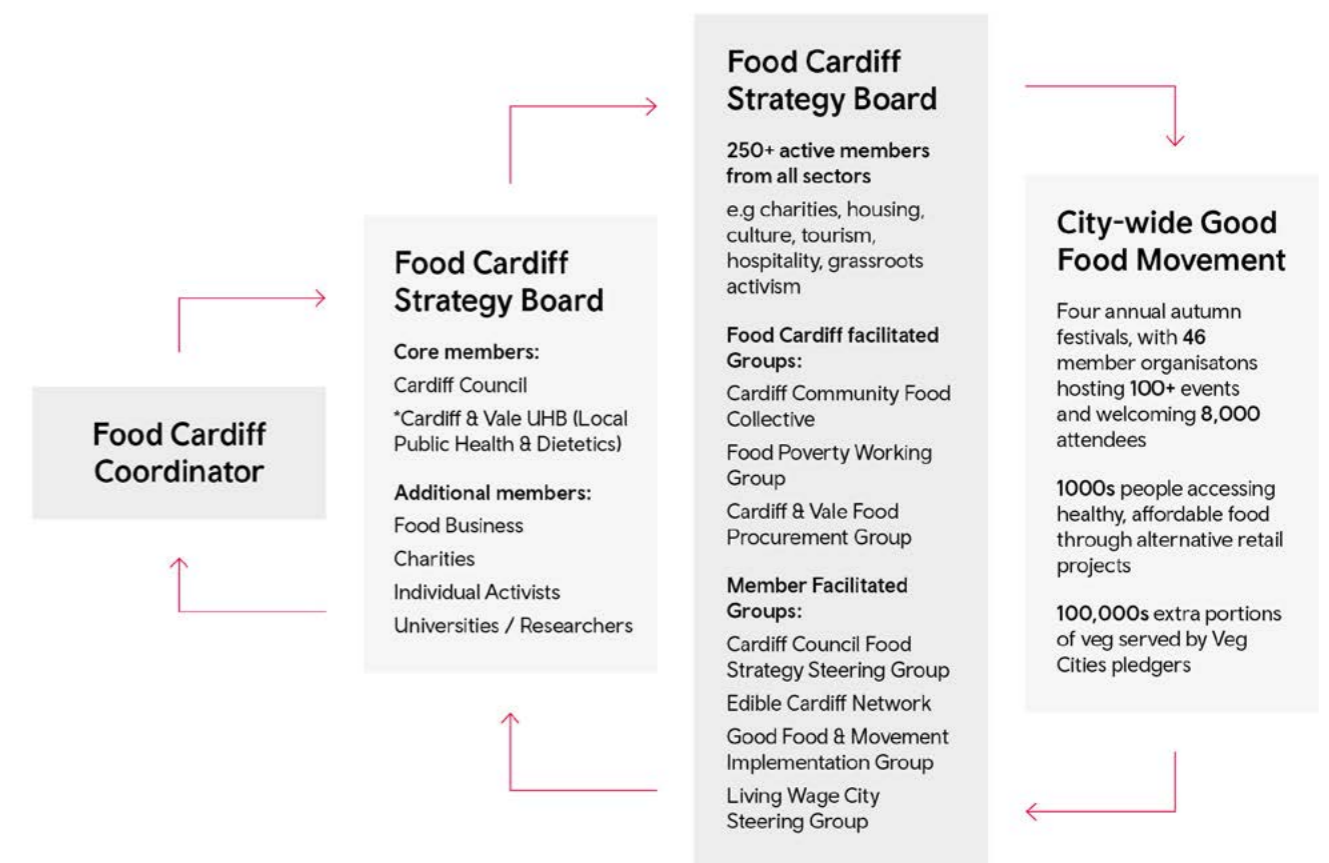 Food Cardiff
Coordinator
Food Cardiff
Strategy Board
Core members:
Cardiff Council
*Cardiff & Vale UHB (Local
Public Health & Dietetics)
Additional members:
Food Business
Charities
Individual Activists
Universities / Researchers
Food Cardiff
Strategy Board
250+ active members
from all sectors
e.g charities, housing,
culture, tourism,
hospitality, grassroots
activism
Food Cardiff facilitated
Groups:
Cardiff Community Food
Collective
Food Poverty Working
Group
Cardiff & Vale Food
Procurement Group
Member Facilitated
Groups:
Cardiff Council Food
Strategy Steering Group
Edible Cardiff Network
Good Food & Movement
Implementation Group
Living Wage City
Steering Group
City-wide Good
Food Movement
Four annual autumn
festivals, with 46
member organisatons
hosting 100+ events
and welcoming 8,000
attendees
1000s people accessing
healthy, affordable food
through alternative retail
projects
100,000s extra portions
of veg served by Veg
Cities pledgers